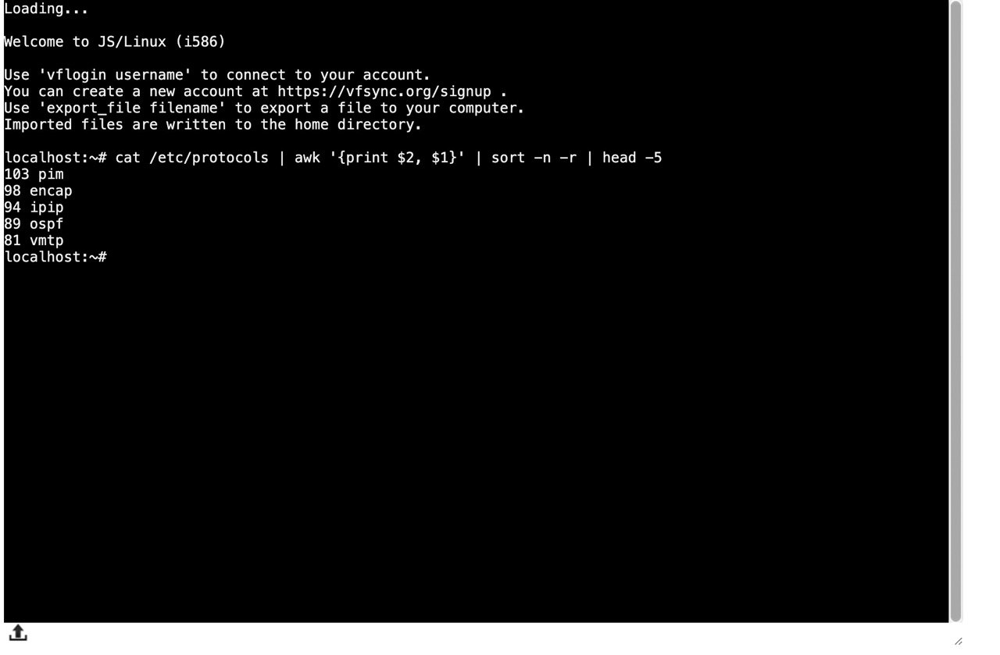 Loading...
Welcome to JS/Linux (i586)
Use 'vflogin username' to connect to your account.
You can create a new account at https://vfsync.org/signup .
Use 'export_file filename' to export a file to your computer.
Imported files are written to the home directory.
localhost:~# cat /etc/protocols | awk '{print $2, $1}' | sort -n -r | head -5
103 pim
98 encap
94 ipip
89 ospf
81 vmtp
localhost:~#